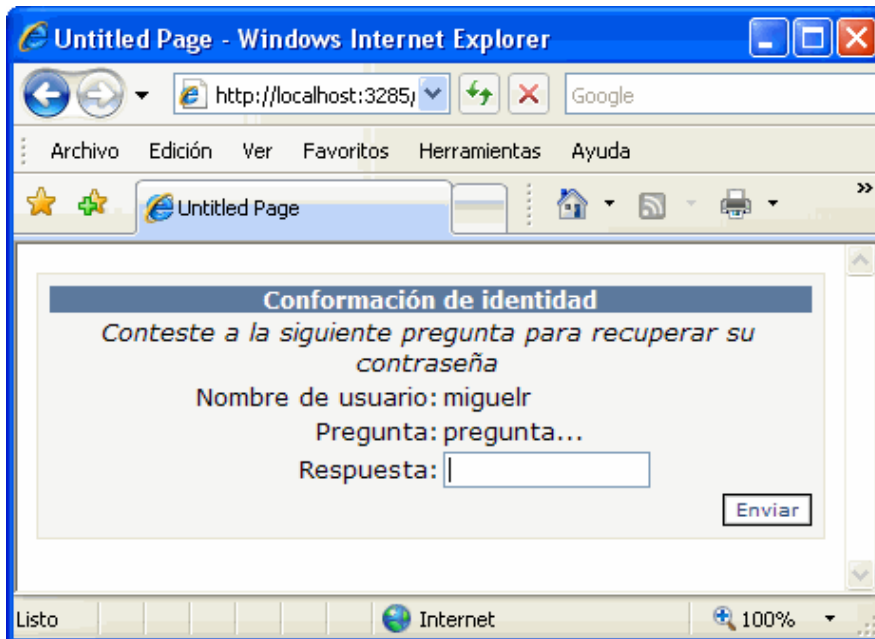 Untitled Page - Windows Internet Explorer
http://localhost:3285/
Google
Archivo Edición Ver Favoritos Herramientas Ayuda
Untitled Page
»
Conformación de identidad
Conteste a la siguiente pregunta para recuperar su
contraseña
Nombre de usuario: miguelr
Pregunta: pregunta...
Respuesta:
Enviar
Listo Internet 100%